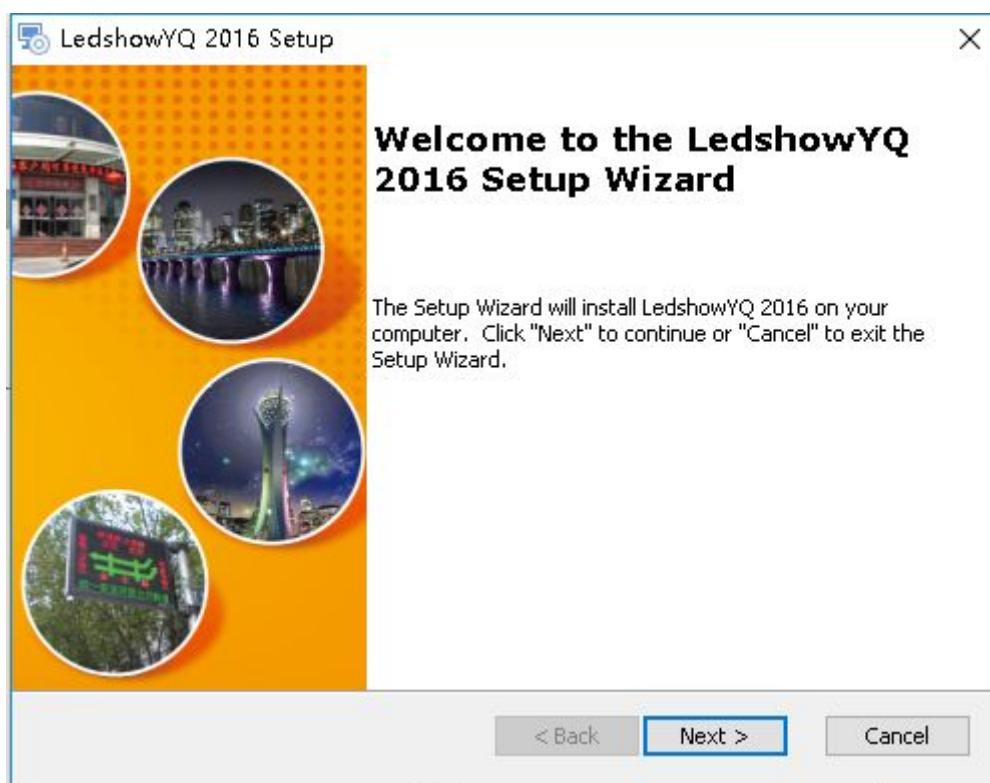 LedshowYQ 2016 Setup
Welcome to the LedshowYQ
2016 Setup Wizard
The Setup Wizard will install LedshowYQ 2016 on your
computer. Click "Next" to continue or "Cancel" to exit the
Setup Wizard.
< Back
Next >
Cancel